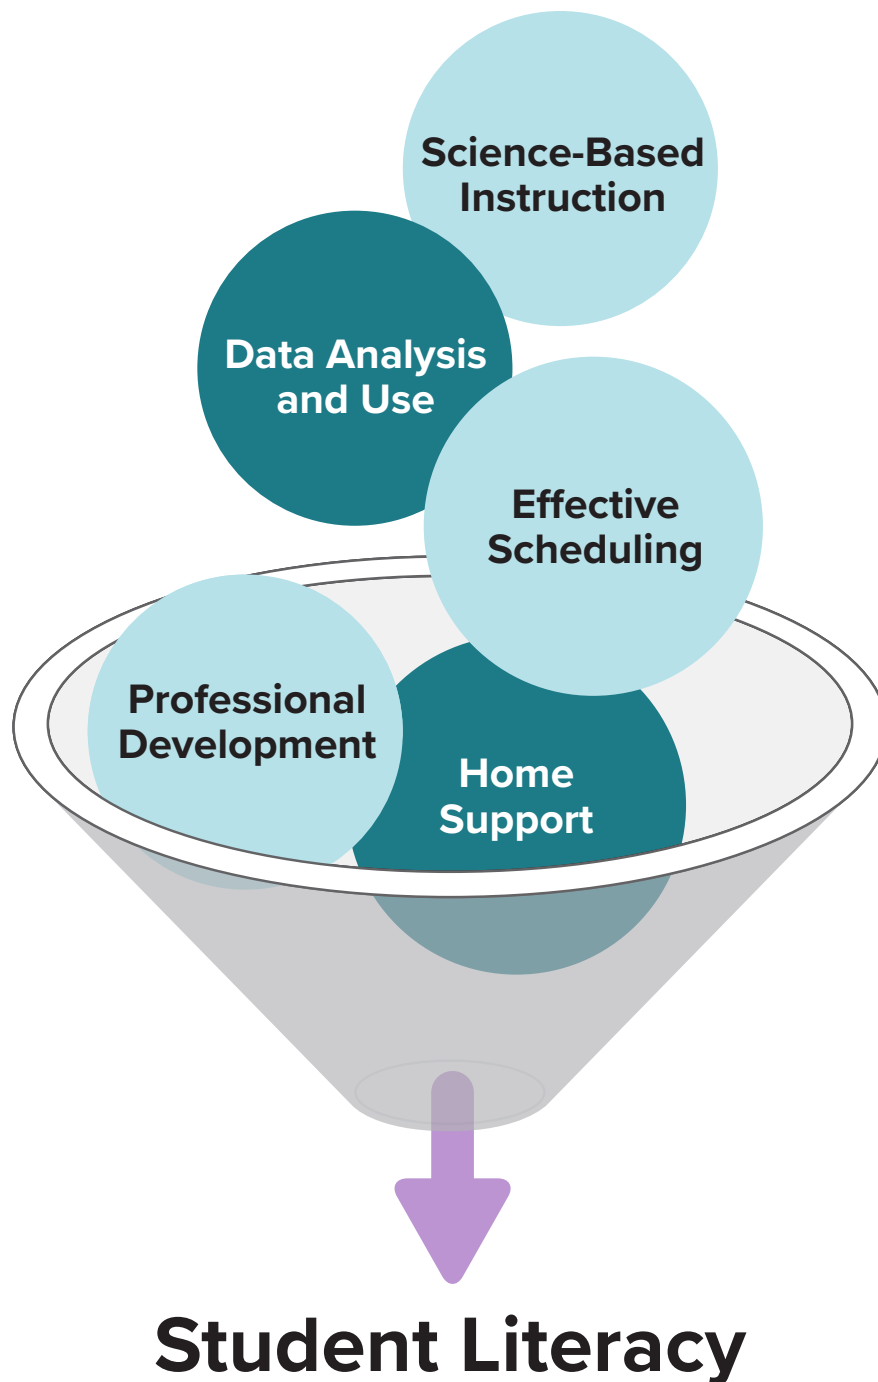 Science-Based
Instruction
Data Analysis
and Use
Effective
Scheduling
Professional
Development
Home
Support
Student Literacy